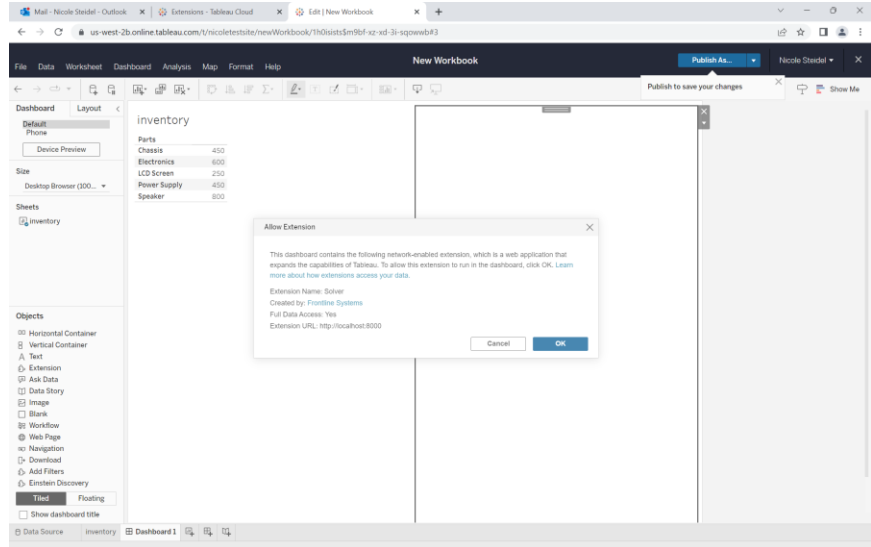 Mail - Nicole Steidel - Outlook
Extensions - Tableau Cloud
Edit | New Workbook
us-west-2b.online.tableau.com/t/nicoletestsite/newWorkbook/1h0isists$m9bf-xz-xd-3i-sqowwb#3
New Workbook
Publish As...
Nicole Steidel
File Data Worksheet Dashboard Analysis Map Format Help
Publish to save your changes
Show Me
Dashboard Layout
Default
Phone
Device Preview
Size
Desktop Browser (100...
Sheets
inventory
inventory
Parts
Chassis 450
Electronics 600
LCD Screen 250
Power Supply 450
Speaker 800
Allow Extension
This dashboard contains the following network-enabled extension, which is a web application that
expands the capabilities of Tableau. To allow this extension to run in the dashboard, click OK. Learn
more about how extensions access your data.
Extension Name: Solver
Created by: Frontline Systems
Full Data Access: Yes
Extension URL: http://localhost:8000
Cancel OK
Objects
Horizontal Container
Vertical Container
Text
Extension
Ask Data
Data Story
Image
Blank
Workflow
Web Page
Navigation
Download
Add Filters
Einstein Discovery
Tiled Floating
Show dashboard title
Data Source inventory Dashboard 1